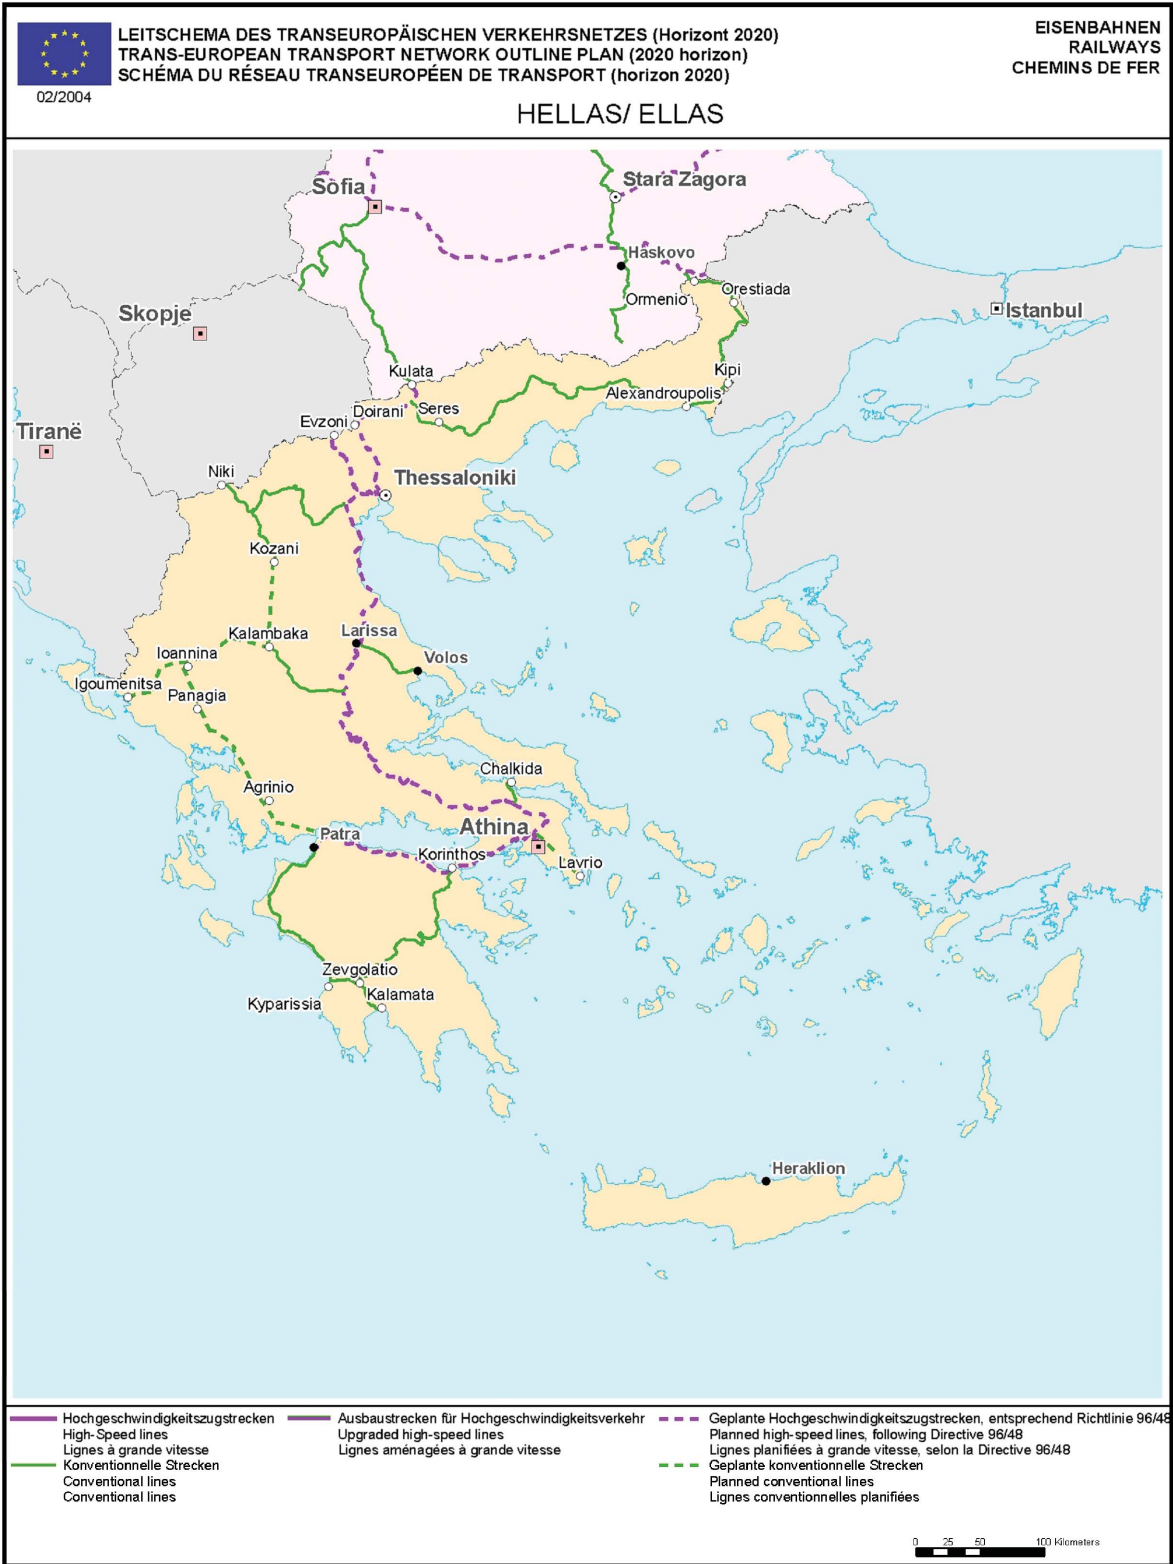 LEITSCHEMA DES TRANSEUROPÄISCHEN VERKEHRSNETZES (Horizont 2020)
TRANS-EUROPEAN TRANSPORT NETWORK OUTLINE PLAN (2020 horizon)
SCHÉMA DU RÉSEAU TRANSEUROPÉEN DE TRANSPORT (horizon 2020)
EISENBAHNEN
RAILWAYS
CHEMINS DE FER
02/2004
HELLAS/ ELLAS
Sofia
Stara Zagora
Haskovo
Ormenio
Orestiada
Skopje
Istanbul
Kulata
Kipi
Alexandroupolis
Doirani
Seres
Evzoni
Tiranë
Niki
Thessaloniki
Kozani
Kalambaka
Larissa
Ioannina
Volos
Igoumenitsa
Panagia
Chalkida
Agrinio
Athina
Patra
Korinthos
Lavrio
Zevgolatio
Kyparissia
Kalamata
Heraklion
Hochgeschwindigkeitszugstrecken
High-Speed lines
Lignes à grande vitesse
Konventionnelle Strecken
Conventional lines
Conventional lines
Ausbaustrecken für Hochgeschwindigkeitsverkehr
Upgraded high-speed lines
Lignes aménagées à grande vitesse
Geplante Hochgeschwindigkeitszugstrecken, entsprechend Richtlinie 96/48
Planned high-speed lines, following Directive 96/48
Lignes planifiées à grande vitesse, selon la Directive 96/48
Geplante konventionelle Strecken
Planned conventional lines
Lignes conventionnelles planifiées
0 25 50 100 Kilometers